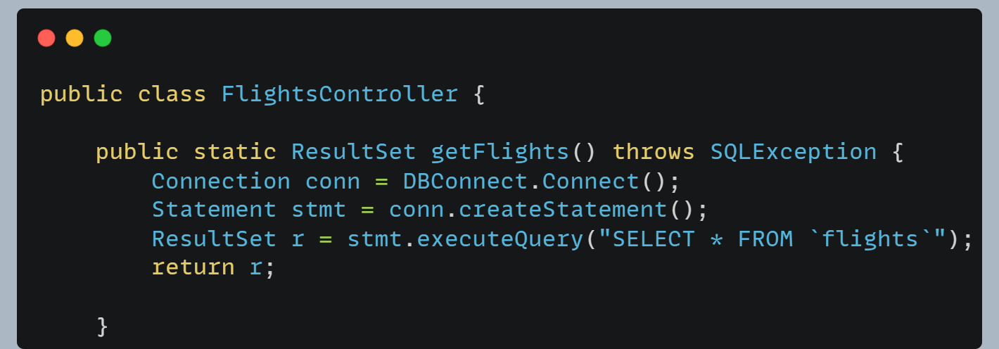 public class FlightsController {
    public static ResultSet getFlights() throws SQLException {
        Connection conn = DBConnect.Connect();
        Statement stmt = conn.createStatement();
        ResultSet r = stmt.executeQuery("SELECT * FROM `flights`");
        return r;
    }